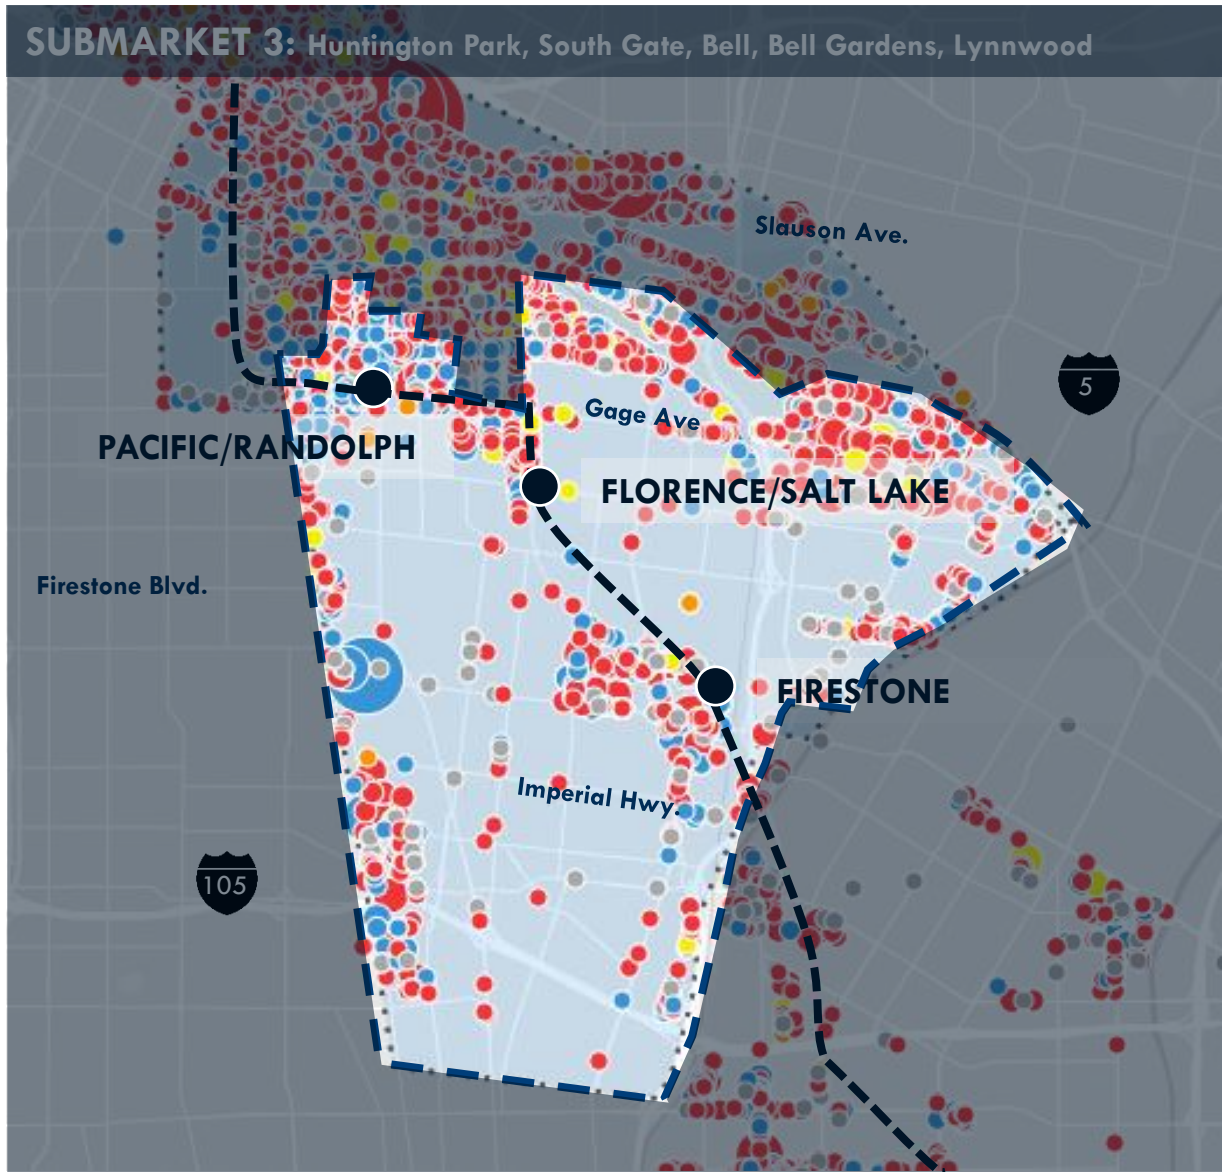 SUBMARKET 3: Huntington Park, South Gate, Bell, Bell Gardens, Lynnwood
Slauson Ave.
5
Gage Ave
PACIFIC/RANDOLPH
FLORENCE/SALT LAKE
Firestone Blvd.
FIRESTONE
Imperial Hwy.
105